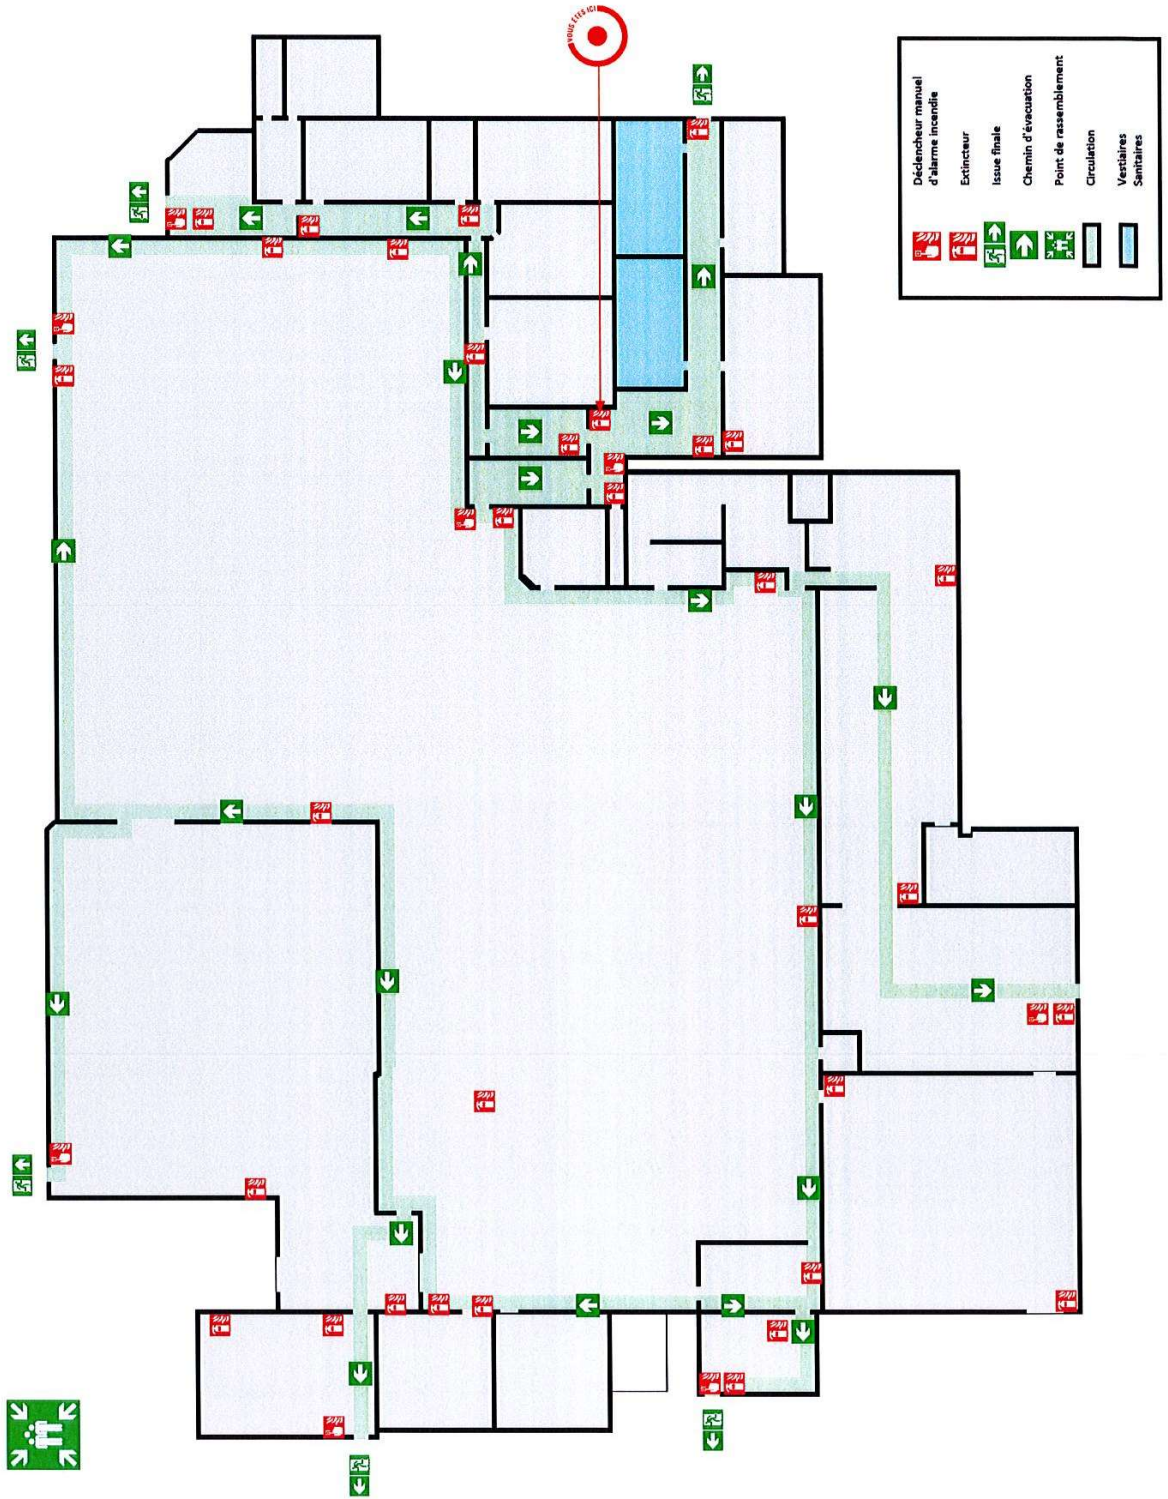 VOUS ÊTES ICI
Déclencheur manuel
d'alarme incendie
Extincteur
Issue finale
Chemin d'évacuation
Point de rassemblement
Circulation
Vestiaires
Sanitaires